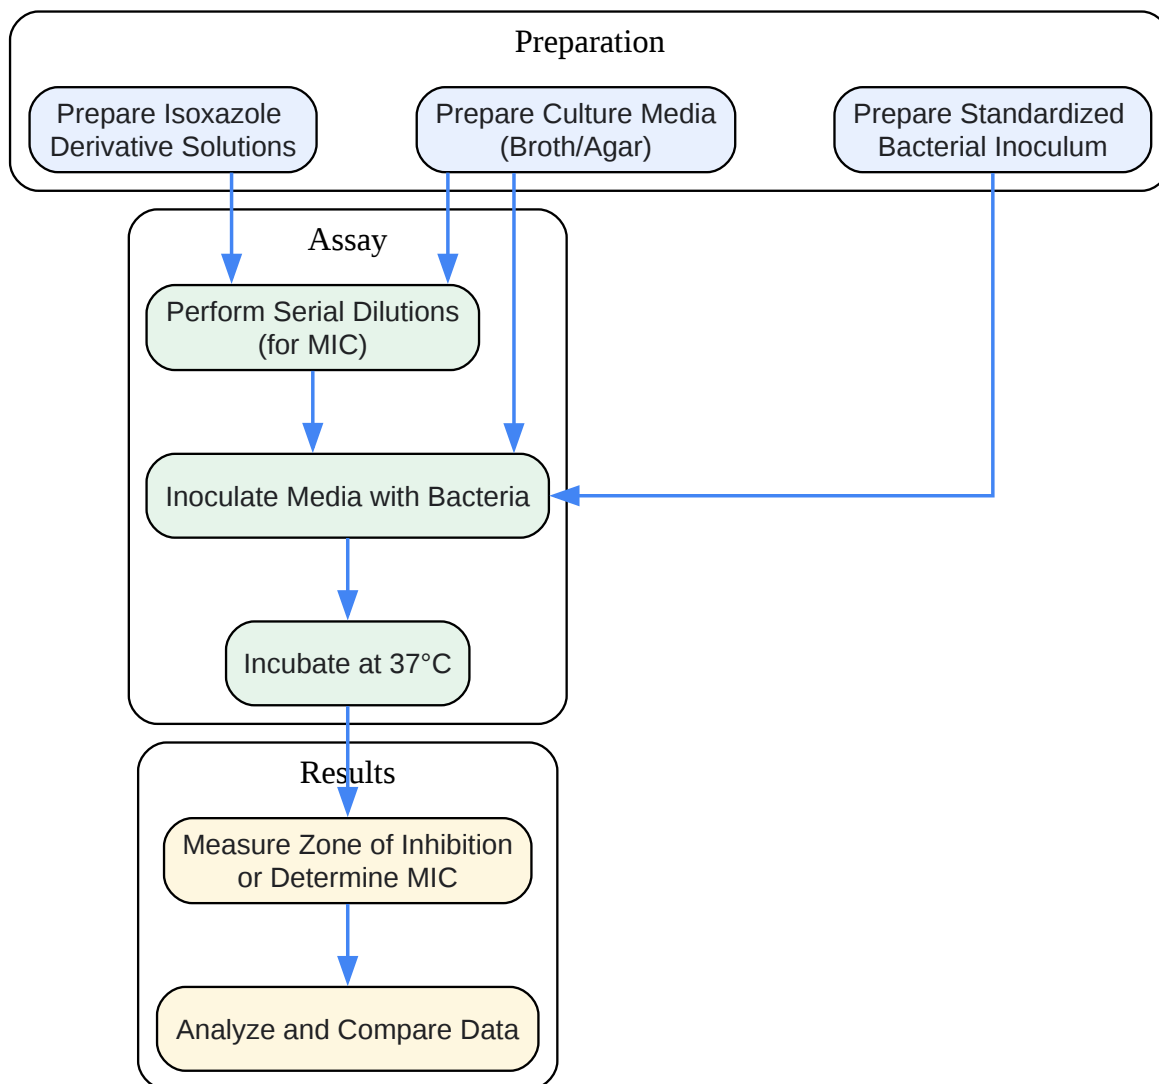 Preparation
Prepare Isoxazole
Derivative Solutions
Prepare Culture Media
(Broth/Agar)
Prepare Standardized
Bacterial Inoculum
Assay
Perform Serial Dilutions
(for MIC)
Inoculate Media with Bacteria
Incubate at 37°C
Results
Measure Zone of Inhibition
or Determine MIC
Analyze and Compare Data